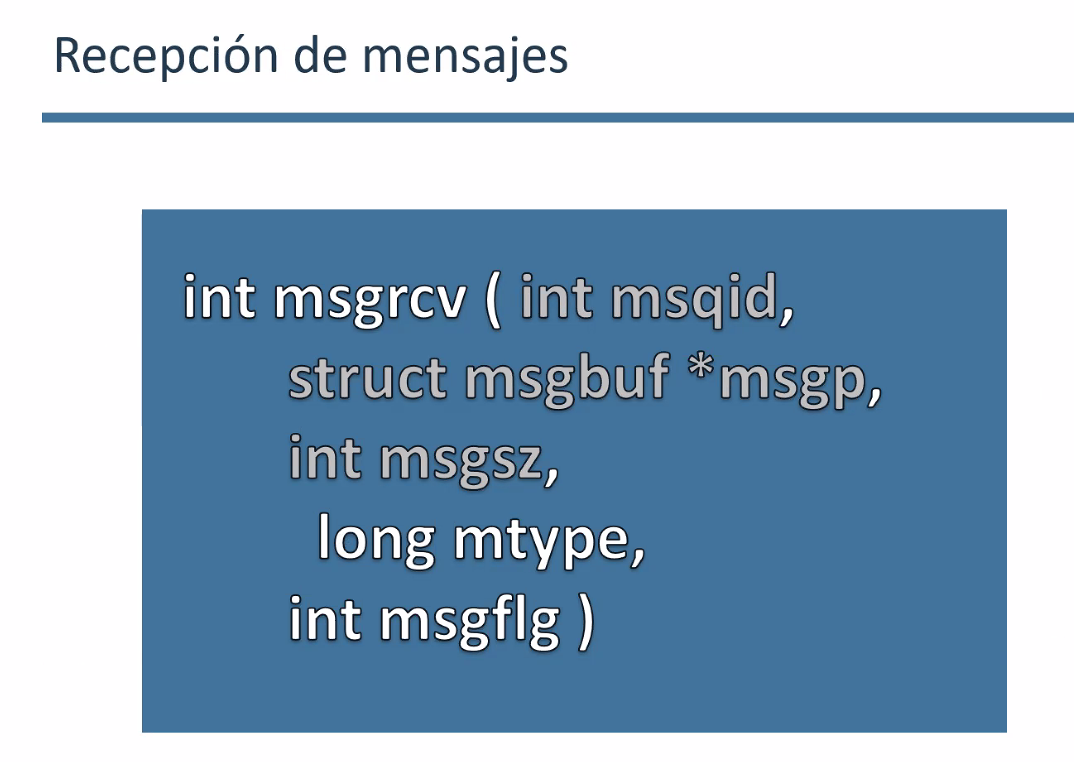 Recepción de mensajes
int msgrcv ( int msqid,
struct msgbuf *msgp,
int msgsz,
long mtype,
int msgflg )